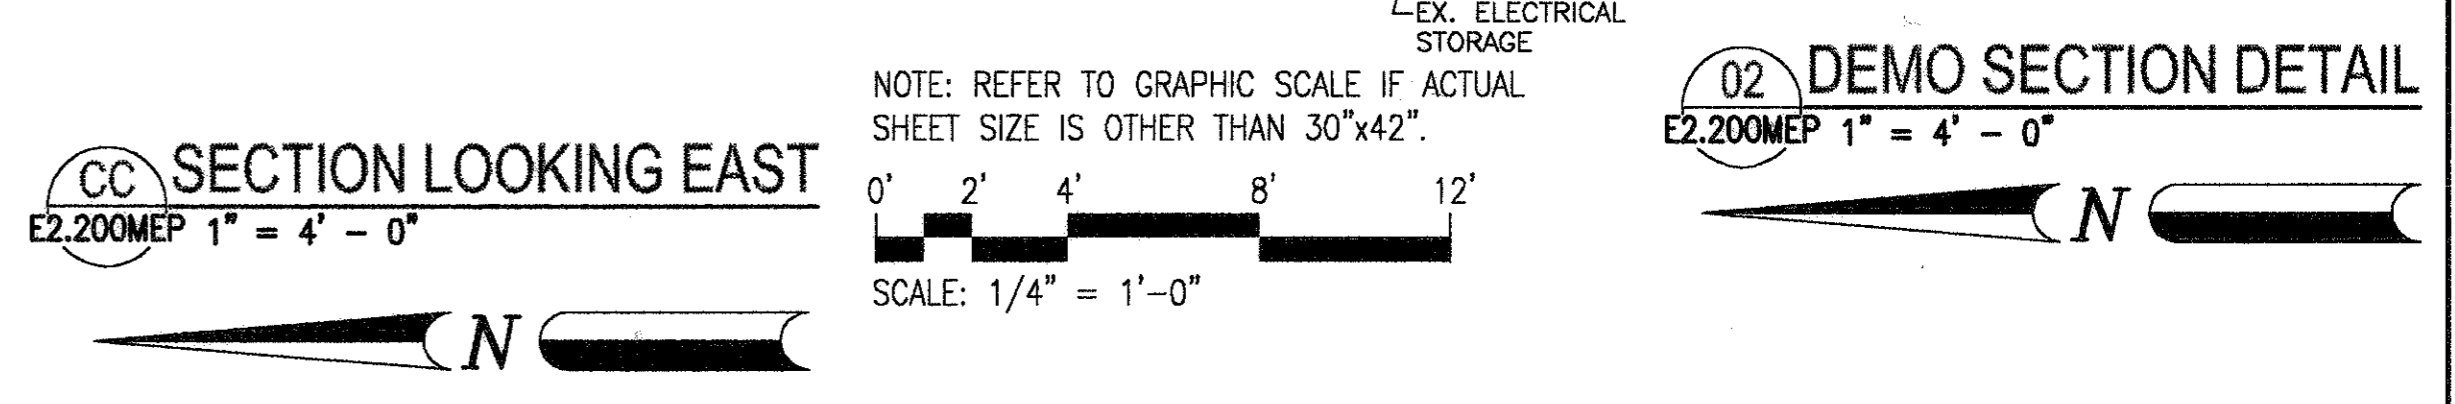 EX. ELECTRICAL
STORAGE
NOTE: REFER TO GRAPHIC SCALE IF ACTUAL
SHEET SIZE IS OTHER THAN 30"x42".
02 DEMO SECTION DETAIL
E2.200MEP 1" = 4' - 0"
CC SECTION LOOKING EAST
E2.200MEP 1" = 4' - 0"
0' 2' 4' 8' 12'
SCALE: 1/4" = 1'-0"
N
N